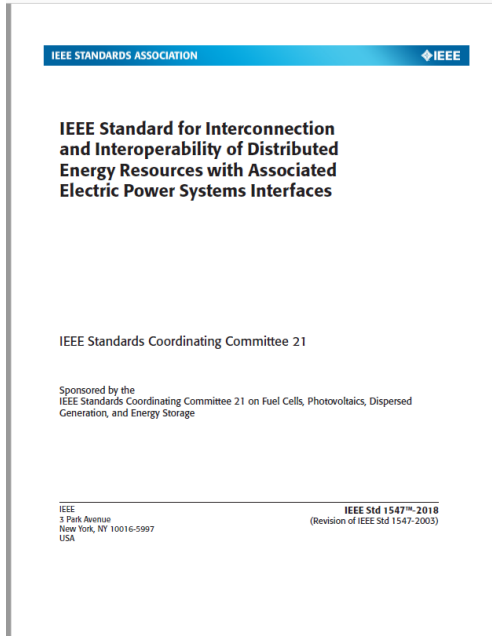 IEEE STANDARDS ASSOCIATION
IEEE
IEEE Standard for Interconnection
and Interoperability of Distributed
Energy Resources with Associated
Electric Power Systems Interfaces
IEEE Standards Coordinating Committee 21
Sponsored by the
IEEE Standards Coordinating Committee 21 on Fuel Cells, Photovoltaics, Dispersed
Generation, and Energy Storage
IEEE
3 Park Avenue
New York, NY 10016-5997
USA
IEEE Std 1547™-2018
(Revision of IEEE Std 1547-2003)